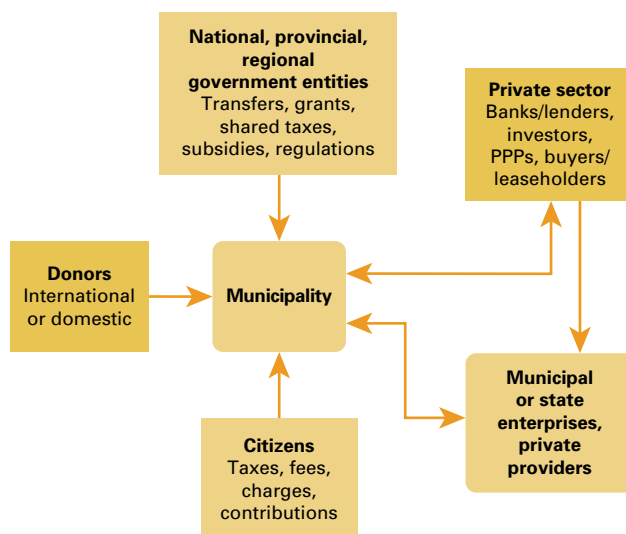 National, provincial,
regional
government entities
Transfers, grants,
shared taxes,
subsidies, regulations
Private sector
Banks/lenders,
investors,
PPPs, buyers/
leaseholders
Donors
International
or domestic
Municipality
Municipal
or state
enterprises,
private
providers
Citizens
Taxes, fees,
charges,
contributions